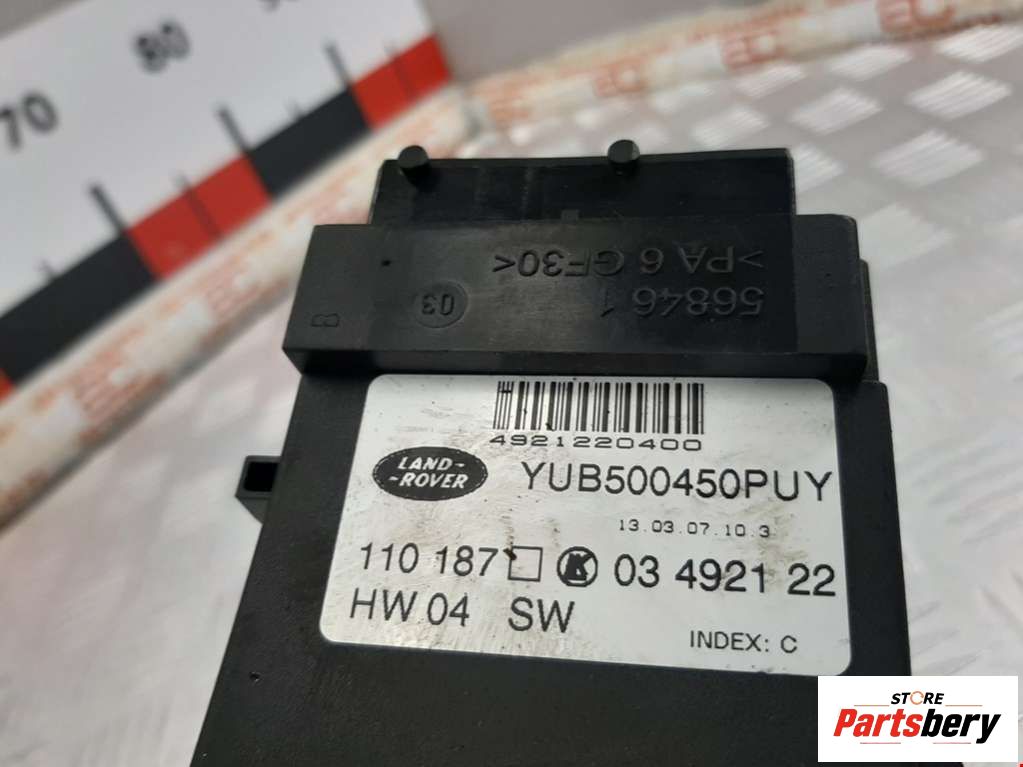 70
80
>PA 6 GF30<
56846 1
03
8
4921220400
LAND-
-ROVER
YUB500450PUY
13.03.07.10.3
110 187 □ K 03 4921 22
HW 04 SW
INDEX: C
STORE
Partsbery